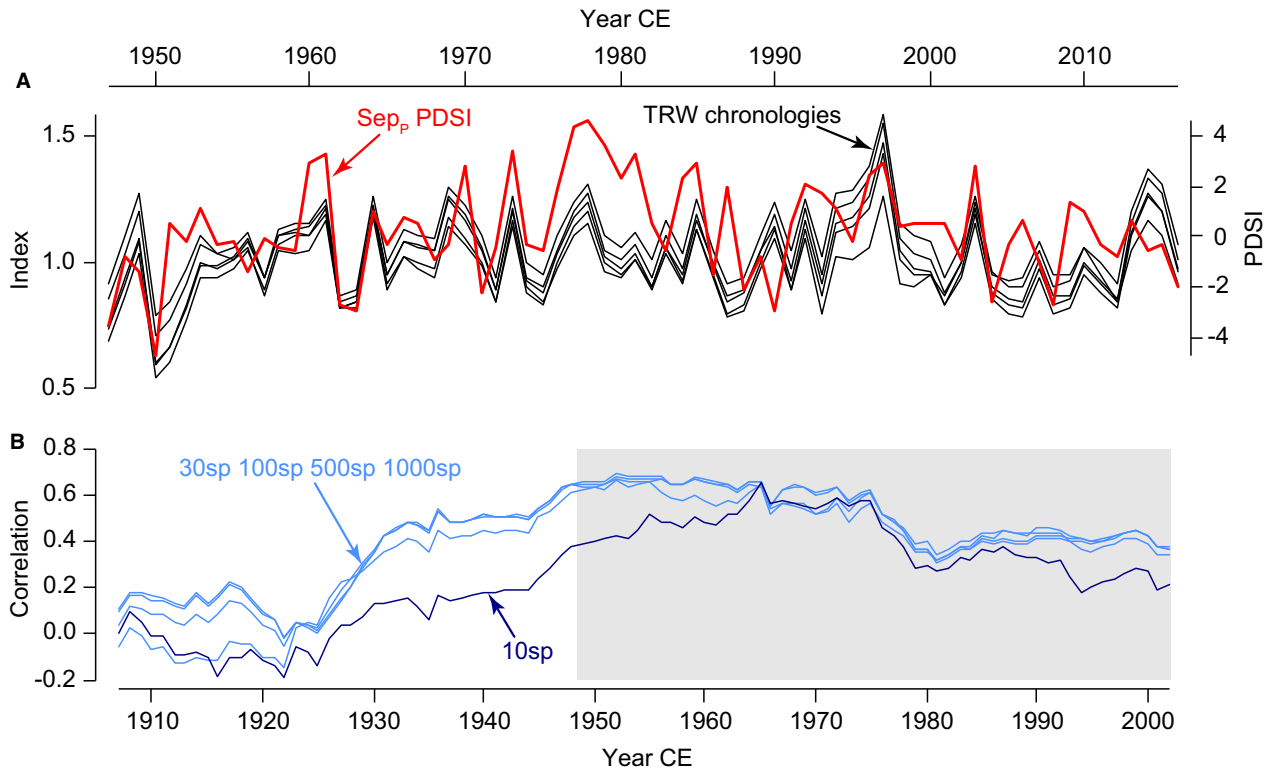 Year CE
1950 1960 1970 1980 1990 2000 2010
A
Sep_P PDSI
TRW chronologies
1.5
1.0
0.5
Index
4
2
0
-2
-4
PDSI
B
0.8
0.6
0.4
0.2
0.0
-0.2
Correlation
30sp 100sp 500sp 1000sp
10sp
1910 1920 1930 1940 1950 1960 1970 1980 1990 2000
Year CE